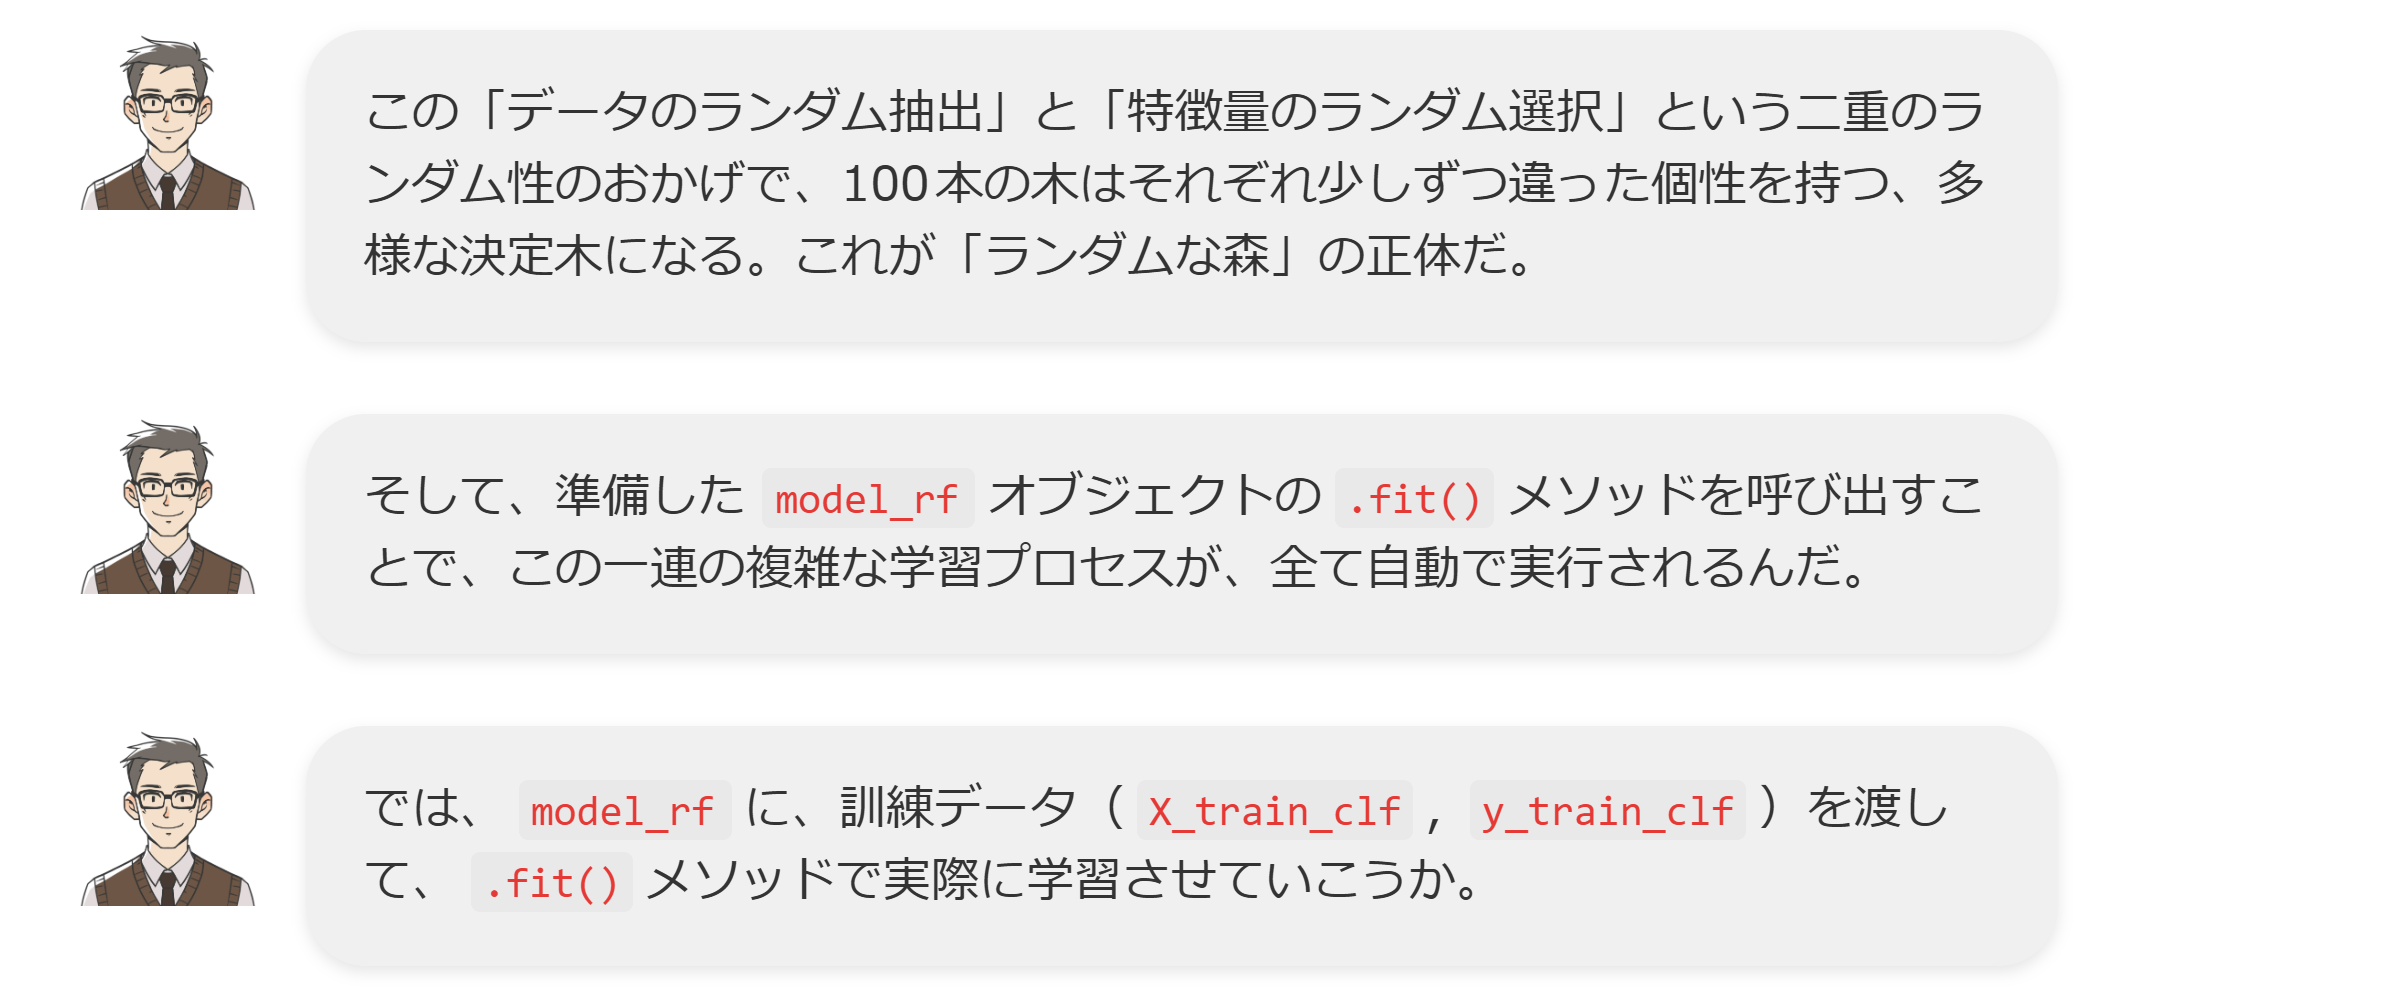 この「データのランダム抽出」と「特徴量のランダム選択」という二重のラ
ンダム性のおかげで、100本の木はそれぞれ少しずつ違った個性を持つ、多
様な決定木になる。これが「ランダムな森」の正体だ。
そして、準備した model_rf オブジェクトの .fit() メソッドを呼び出すこ
とで、この一連の複雑な学習プロセスが、全て自動で実行されるんだ。
では、 model_rf に、訓練データ（ X_train_clf , y_train_clf ）を渡し
て、 .fit() メソッドで実際に学習させていこうか。